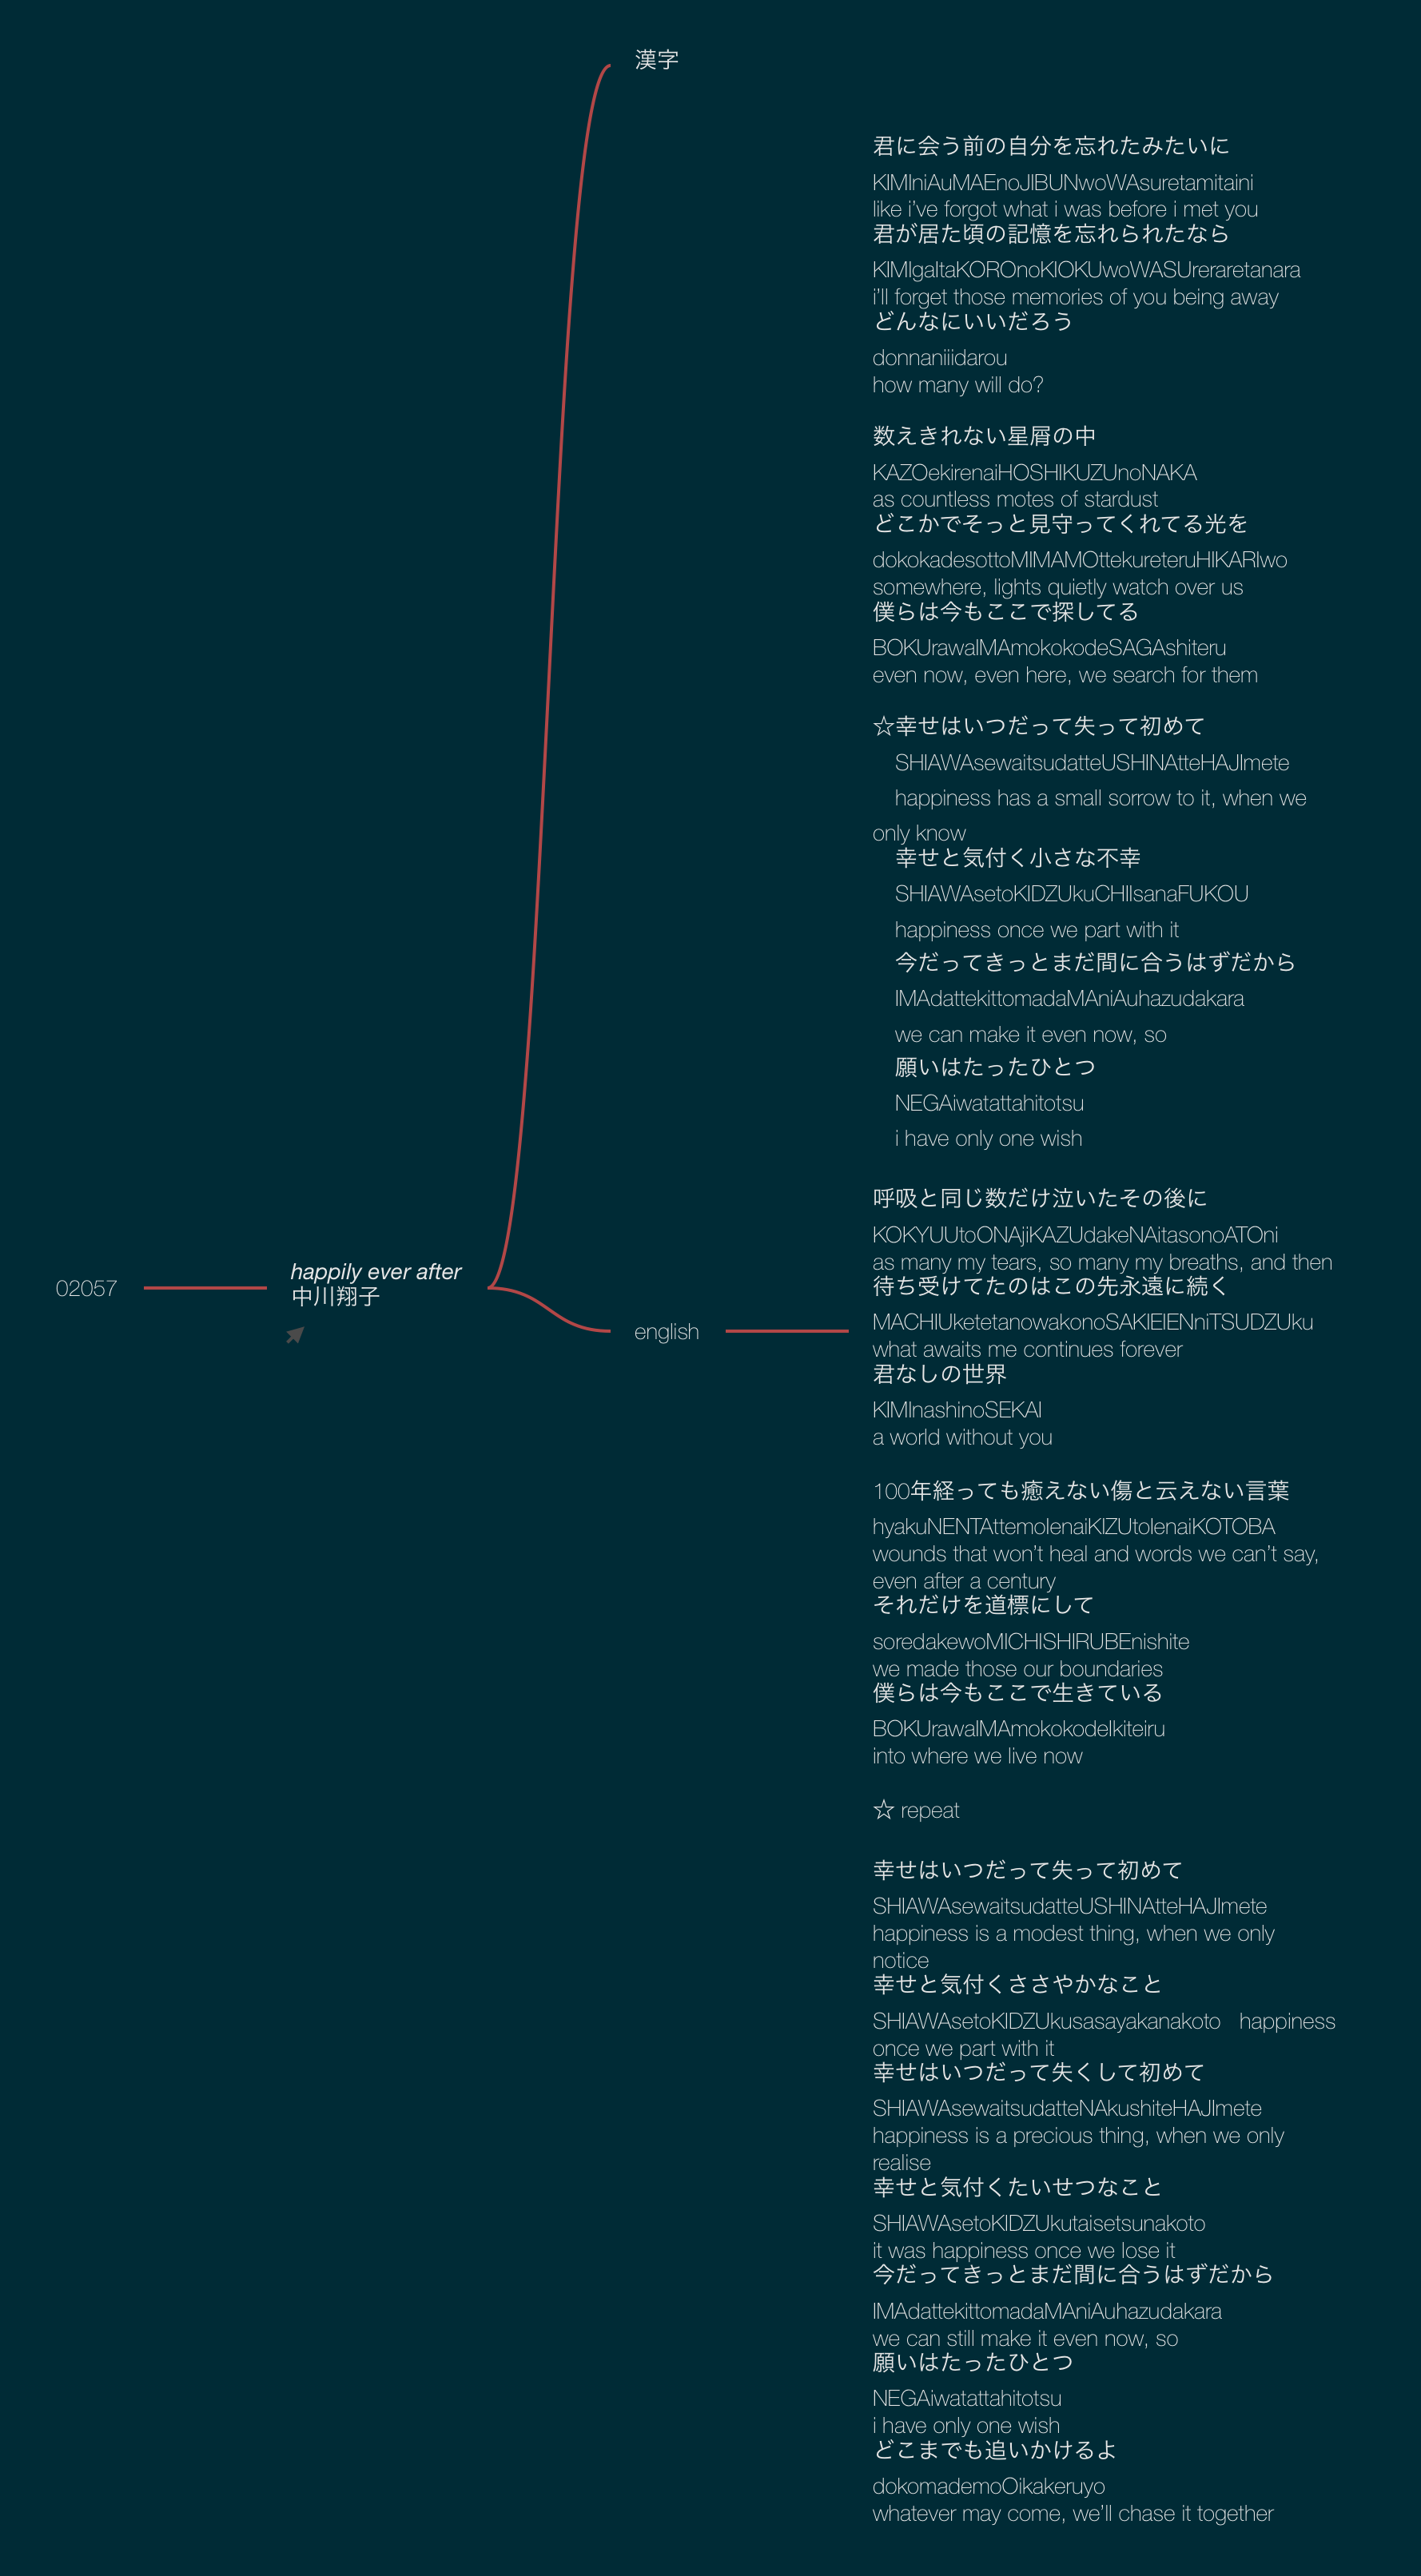 漢字
02057
happily ever after
中川翔子
english
君に会う前の自分を忘れたみたいに
KIMIniAuMAEnoJIBUNwoWAsuretamitaini
like i've forgot what i was before i met you
君が居た頃の記憶を忘れられたなら
KIMIgaItaKOROnoKIOKUwoWASUreraretanara
i'll forget those memories of you being away
どんなにいいだろう
donnaniiidarou
how many will do?
数えきれない星屑の中
KAZOekirenaiHOSHIKUZUnoNAKA
as countless motes of stardust
どこかでそっと見守ってくれてる光を
dokokadesottoMIMAMOttekureteruHIKARIwo
somewhere, lights quietly watch over us
僕らは今もここで探してる
BOKUrawaIMAmokokodeSAGAshiteru
even now, even here, we search for them
☆幸せはいつだって失って初めて
SHIAWAsewaitsudatteUSHINAtteHAJImete
happiness has a small sorrow to it, when we
only know
幸せと気付く小さな不幸
SHIAWAsetoKIDZUkuCHIIsanaFUKOU
happiness once we part with it
今だってきっとまだ間に合うはずだから
IMAdattekittomadaMAniAuhazudakara
we can make it even now, so
願いはたったひとつ
NEGAiwatattahitotsu
i have only one wish
呼吸と同じ数だけ泣いたその後に
KOKYUUtoONAjiKAZUdakeNAitasonoATOni
as many my tears, so many my breaths, and then
待ち受けてたのはこの先永遠に続く
MACHIUketetanowakonoSAKIEIENniTSUDZUku
what awaits me continues forever
君なしの世界
KIMInashinoSEKAI
a world without you
100年経っても癒えない傷と云えない言葉
hyakuNENTAttemoIenaiKIZUtoIenaiKOTOBA
wounds that won't heal and words we can't say,
even after a century
それだけを道標にして
soredakewoMICHISHIRUBEnishite
we made those our boundaries
僕らは今もここで生きている
BOKUrawaIMAmokokodeIkiteiru
into where we live now
☆ repeat
幸せはいつだって失って初めて
SHIAWAsewaitsudatteUSHINAtteHAJImete
happiness is a modest thing, when we only
notice
幸せと気付くささやかなこと
SHIAWAsetoKIDZUkusasayakanakoto happiness
once we part with it
幸せはいつだって失くして初めて
SHIAWAsewaitsudatteNAkushiteHAJImete
happiness is a precious thing, when we only
realise
幸せと気付くたいせつなこと
SHIAWAsetoKIDZUkutaisetsunakoto
it was happiness once we lose it
今だってきっとまだ間に合うはずだから
IMAdattekittomadaMAniAuhazudakara
we can still make it even now, so
願いはたったひとつ
NEGAiwatattahitotsu
i have only one wish
どこまでも追いかけるよ
dokomademoOikakeruyo
whatever may come, we'll chase it together